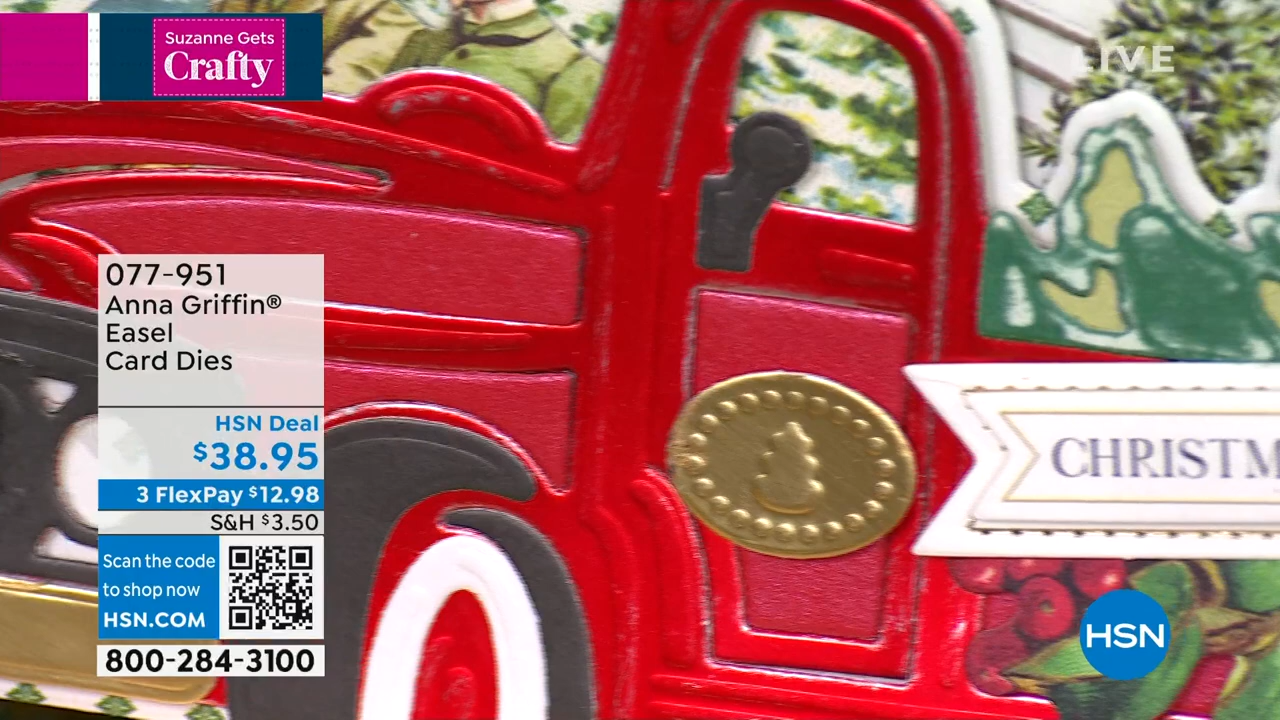 Suzanne Gets
Crafty
LIVE
077-951
Anna Griffin®
Easel
Card Dies
HSN Deal
$38.95
3 FlexPay $12.98
S&H $3.50
Scan the code
to shop now
HSN.COM
800-284-3100
CHRISTM
HSN